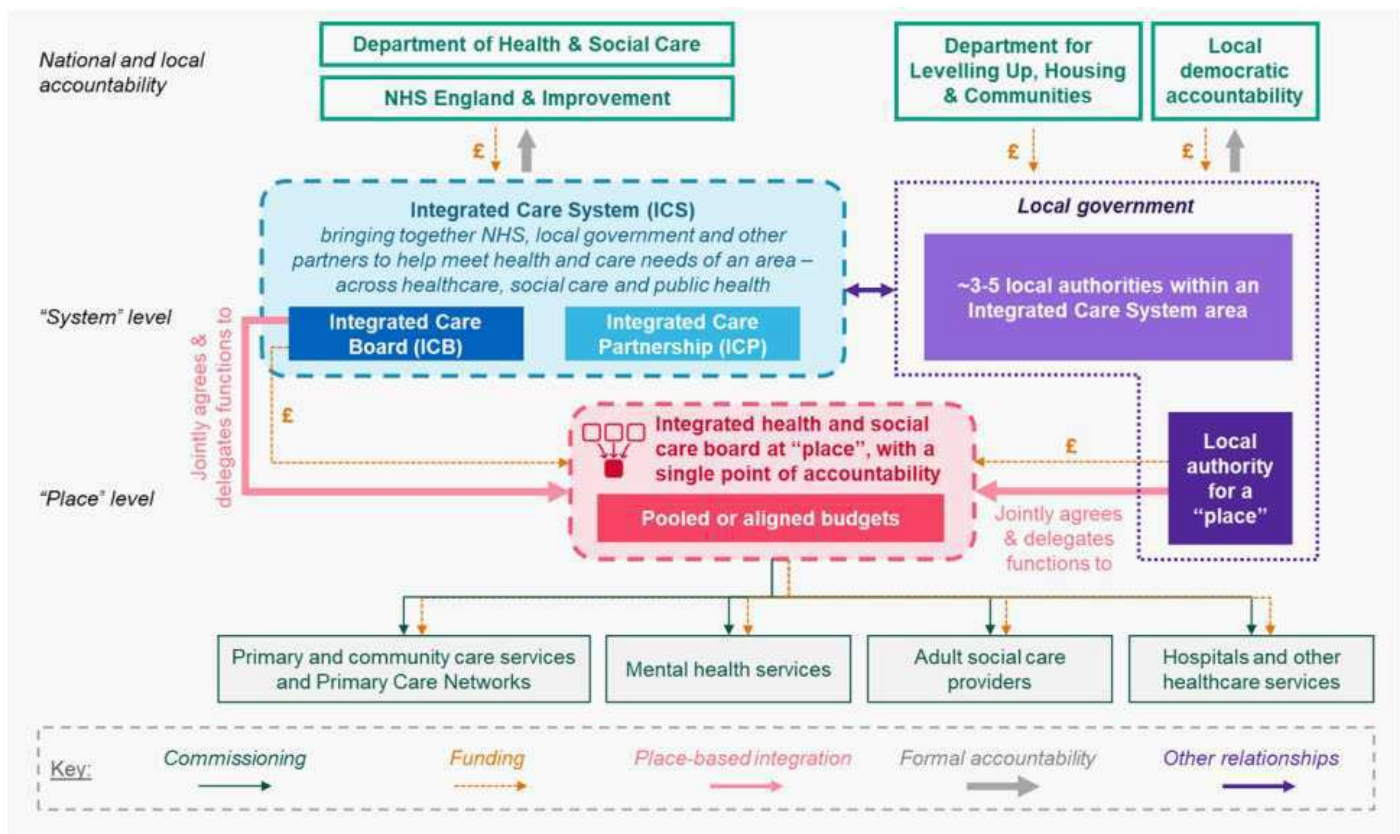 National and local
accountability
Department of Health & Social Care
NHS England & Improvement
Department for
Levelling Up, Housing
& Communities
Local
democratic
accountability
£
£
£
"System" level
Integrated Care System (ICS)
bringing together NHS, local government and other
partners to help meet health and care needs of an area –
across healthcare, social care and public health
Integrated Care
Board (ICB)
Integrated Care
Partnership (ICP)
Local government
~3-5 local authorities within an
Integrated Care System area
Jointly agrees &
delegates functions to
£
"Place" level
Integrated health and social
care board at "place", with a
single point of accountability
Pooled or aligned budgets
£
Jointly agrees
& delegates
functions to
Local
authority
for a
"place"
Primary and community care services
and Primary Care Networks
Mental health services
Adult social care
providers
Hospitals and other
healthcare services
Key:
Commissioning
Funding
Place-based integration
Formal accountability
Other relationships